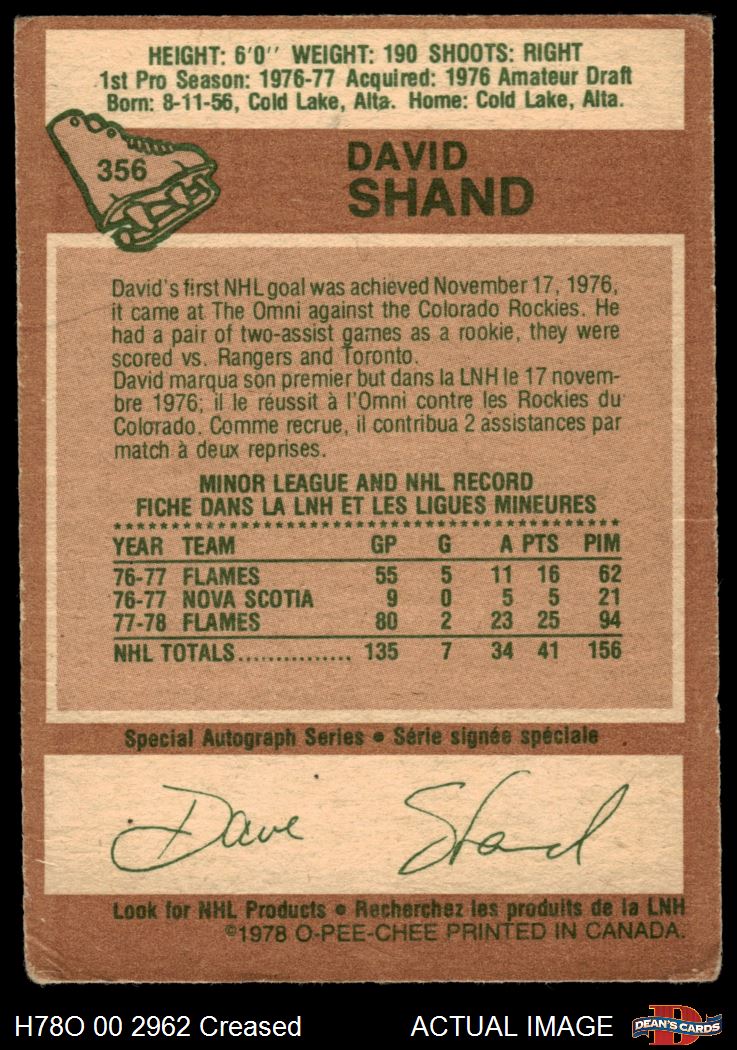 HEIGHT: 6'0'' WEIGHT: 190 SHOOTS: RIGHT
1st Pro Season: 1976-77 Acquired: 1976 Amateur Draft
Born: 8-11-56, Cold Lake, Alta. Home: Cold Lake, Alta.
356
DAVID
SHAND
David's first NHL goal was achieved November 17, 1976,
it came at The Omni against the Colorado Rockies. He
had a pair of two-assist games as a rookie, they were
scored vs. Rangers and Toronto.
David marqua son premier but dans la LNH le 17 novem-
bre 1976; il le réussit à l'Omni contre les Rockies du
Colorado. Comme recrue, il contribua 2 assistances par
match à deux reprises.
MINOR LEAGUE AND NHL RECORD
FICHE DANS LA LNH ET LES LIGUES MINEURES
YEAR TEAM GP G A PTS PIM
76-77 FLAMES 55 5 11 16 62
76-77 NOVA SCOTIA 9 0 5 5 21
77-78 FLAMES 80 2 23 25 94
NHL TOTALS............... 135 7 34 41 156
Special Autograph Series • Série signée spéciale
Dave Shand
Look for NHL Products • Recherchez les produits de la LNH
©1978 O-PEE-CHEE PRINTED IN CANADA.
H78O 00 2962 Creased ACTUAL IMAGE D DEAN'S CARDS